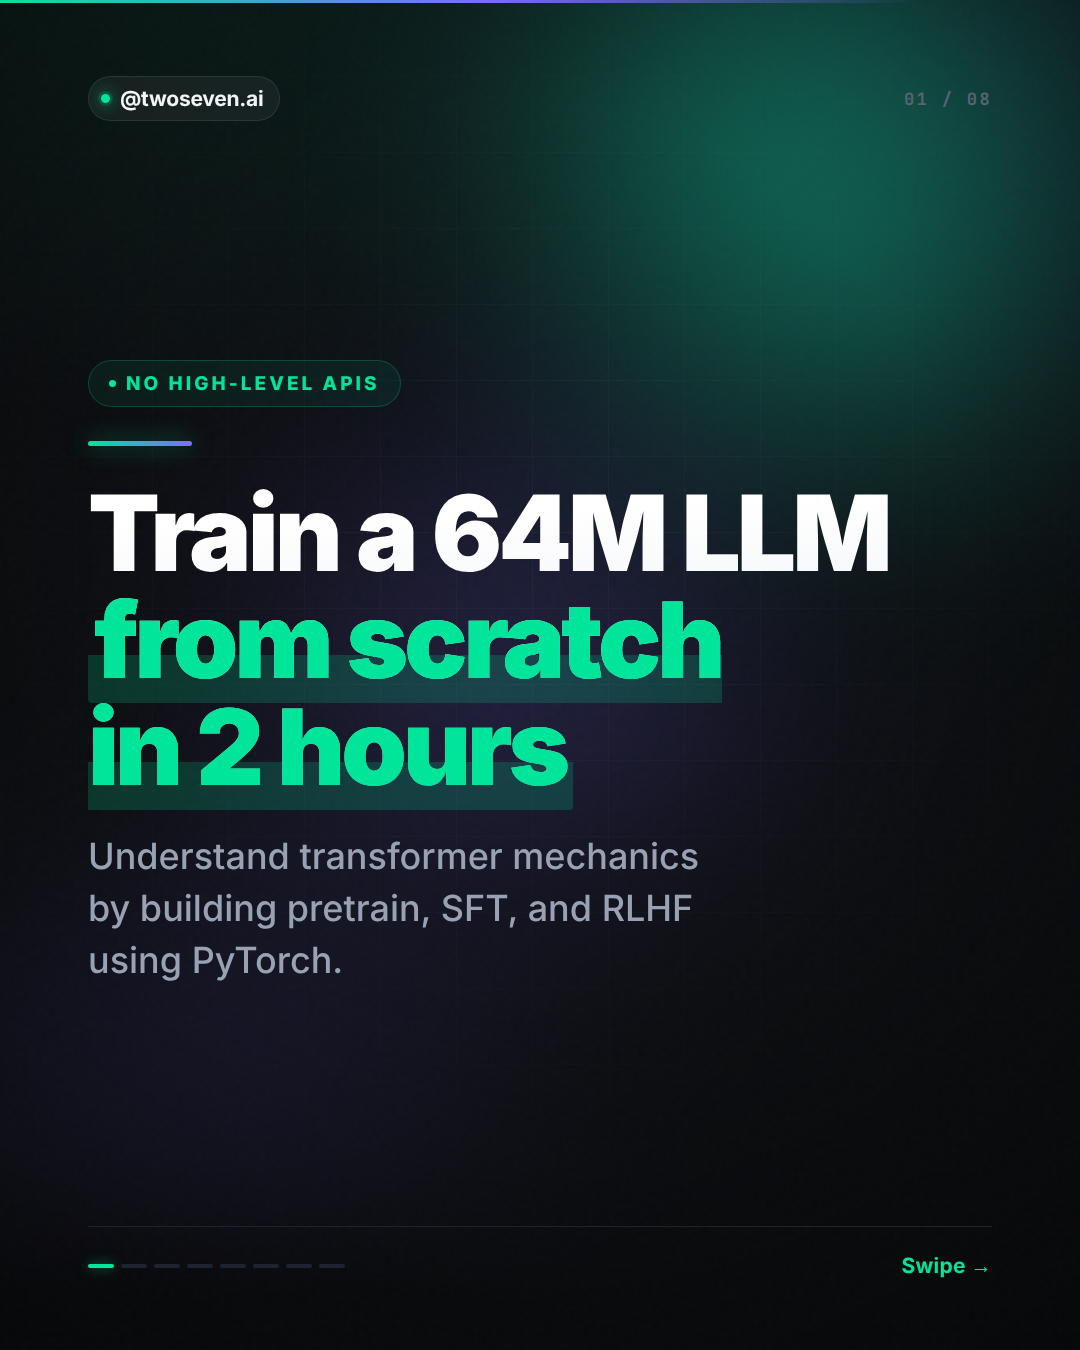 @twoseven.ai
01 / 08
NO HIGH-LEVEL APIS
Train a 64M LLM
from scratch
in 2 hours
Understand transformer mechanics
by building pretrain, SFT, and RLHF
using PyTorch.
Swipe →